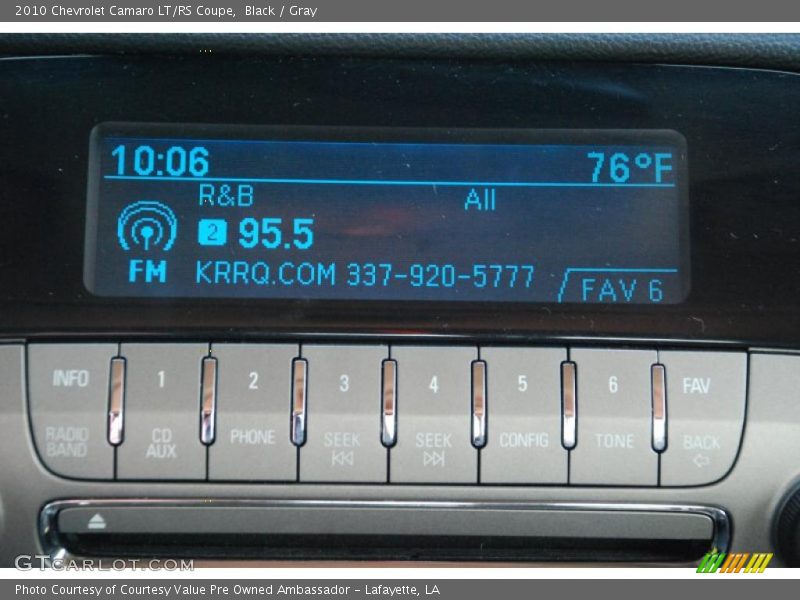 2010 Chevrolet Camaro LT/RS Coupe, Black / Gray
10:06 76°F
R&B All
2 95.5
FM KRRQ.COM 337-920-5777 FAV 6
INFO 1 2 3 4 5 6 FAV
RADIO BAND CD AUX PHONE SEEK SEEK CONFIG TONE BACK
GTCARLOT.COM
Photo Courtesy of Courtesy Value Pre Owned Ambassador - Lafayette, LA